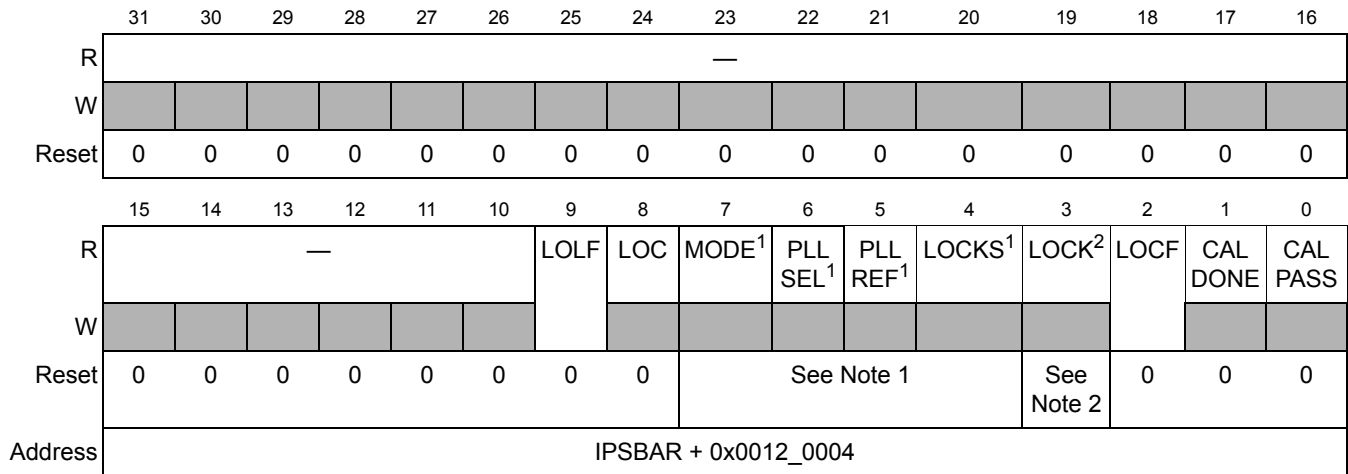 31 30 29 28 27 26 25 24 23 22 21 20 19 18 17 16
R —
W
Reset 0 0 0 0 0 0 0 0 0 0 0 0 0 0 0 0
15 14 13 12 11 10 9 8 7 6 5 4 3 2 1 0
R — LOLF LOC MODE¹ PLL SEL¹ PLL REF¹ LOCKS¹ LOCK² LOCF CAL DONE CAL PASS
W
Reset 0 0 0 0 0 0 0 0 See Note 1 See Note 2 0 0 0
Address IPSBAR + 0x0012_0004